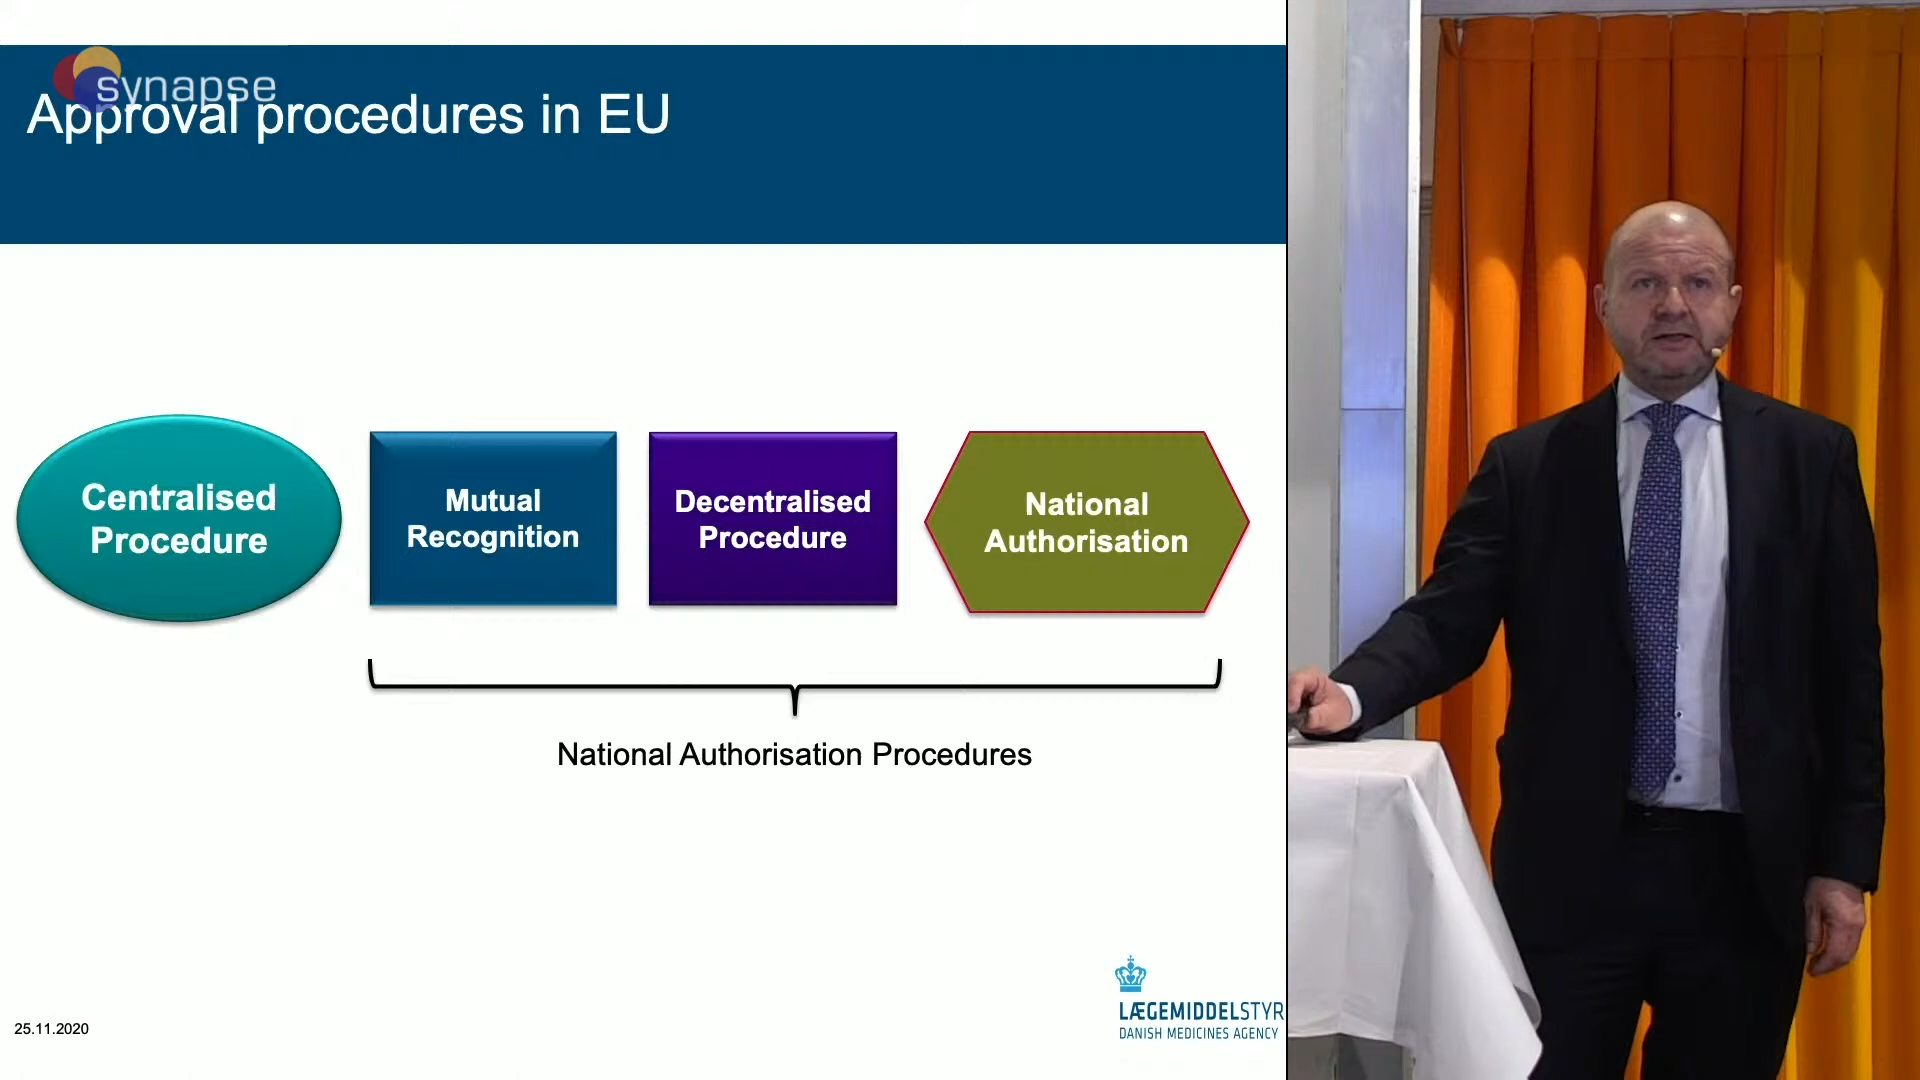 synapse
Approval procedures in EU
Centralised
Procedure
Mutual
Recognition
Decentralised
Procedure
National
Authorisation
National Authorisation Procedures
LÆGEMIDDELSTYR
DANISH MEDICINES AGENCY
25.11.2020